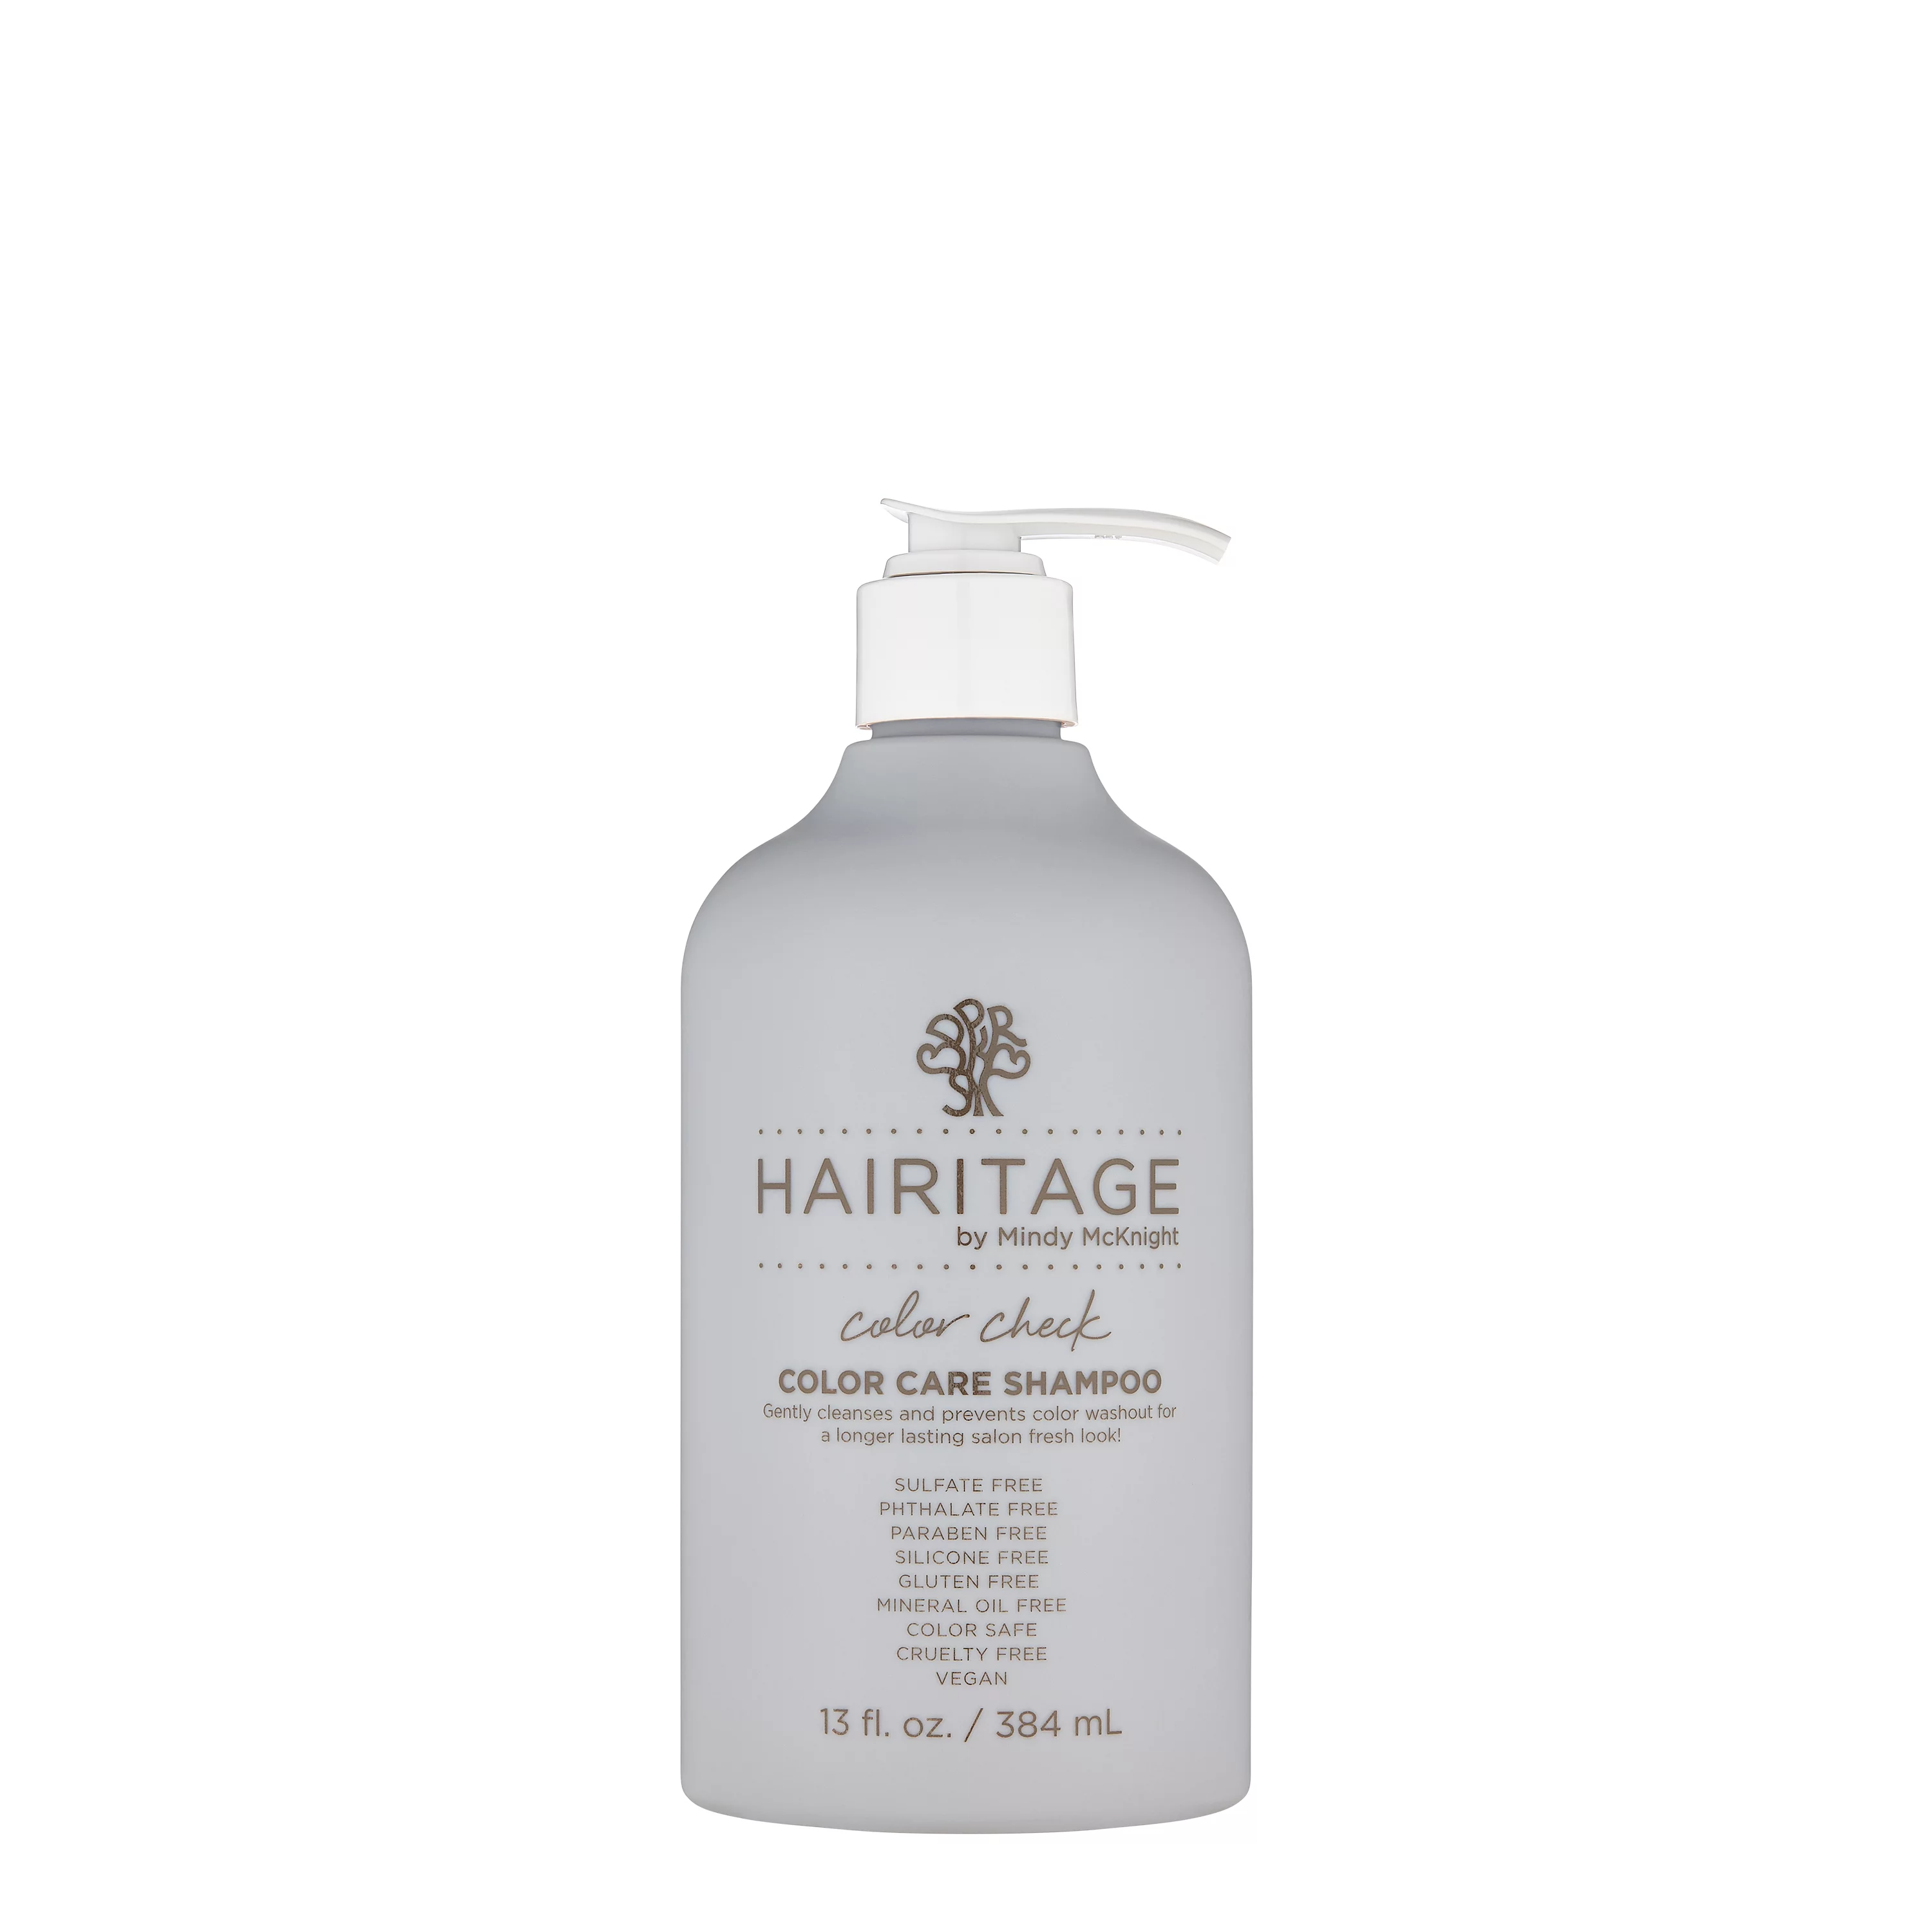 HAIRITAGE
by Mindy McKnight
color check
COLOR CARE SHAMPOO
Gently cleanses and prevents color washout for
a longer lasting salon fresh look!
SULFATE FREE
PHTHALATE FREE
PARABEN FREE
SILICONE FREE
GLUTEN FREE
MINERAL OIL FREE
COLOR SAFE
CRUELTY FREE
VEGAN
13 fl. oz. / 384 mL